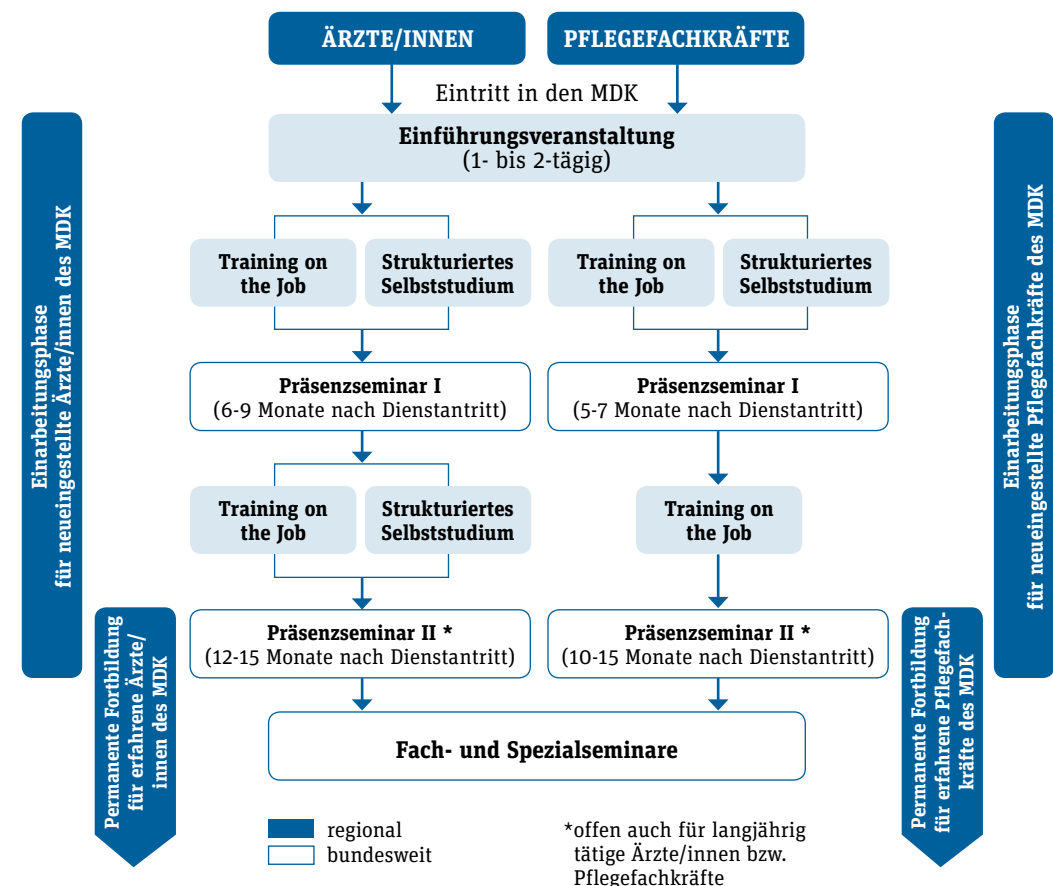 ÄRZTE/INNEN
PFLEGEFACHKRÄFTE
Eintritt in den MDK
Einführungsveranstaltung
(1- bis 2-tägig)
Einarbeitungsphase
für neueingestellte Ärzte/innen des MDK
Training on
the Job
Strukturiertes
Selbststudium
Training on
the Job
Strukturiertes
Selbststudium
Einarbeitungsphase
für neueingestellte Pflegefachkräfte des MDK
Präsenzseminar I
(6-9 Monate nach Dienstantritt)
Präsenzseminar I
(5-7 Monate nach Dienstantritt)
Training on
the Job
Strukturiertes
Selbststudium
Training on
the Job
Permanente Fortbildung
für erfahrene Ärzte/
innen des MDK
Präsenzseminar II *
(12-15 Monate nach Dienstantritt)
Präsenzseminar II *
(10-15 Monate nach Dienstantritt)
Permanente Fortbildung
für erfahrene Pflegefach-
kräfte des MDK
Fach- und Spezialseminare
regional
bundesweit
*offen auch für langjährig
tätige Ärzte/innen bzw.
Pflegefachkräfte